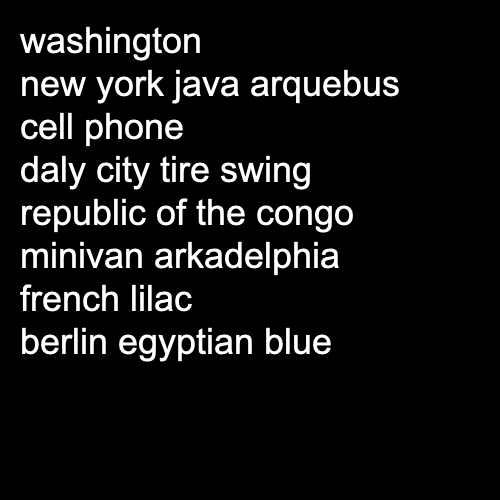 washington
new york java arquebus
cell phone
daly city tire swing
republic of the congo
minivan arkadelphia
french lilac
berlin egyptian blue